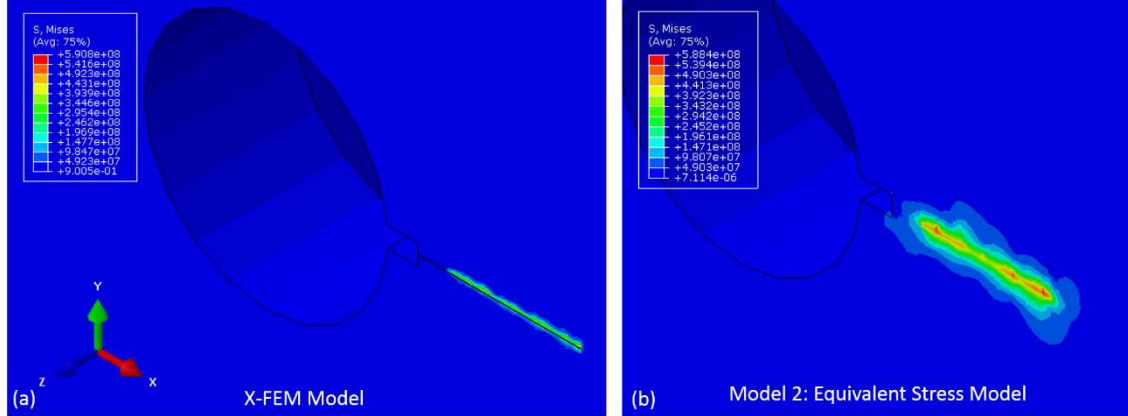 S, Mises
(Avg: 75%)
+5.908e+08
+5.416e+08
+4.923e+08
+4.431e+08
+3.939e+08
+3.446e+08
+2.954e+08
+2.462e+08
+1.969e+08
+1.477e+08
+9.847e+07
+4.923e+07
+9.005e-01
Y
Z
X
(a)
X-FEM Model
S, Mises
(Avg: 75%)
+5.884e+08
+5.394e+08
+4.903e+08
+4.413e+08
+3.923e+08
+3.432e+08
+2.942e+08
+2.452e+08
+1.961e+08
+1.471e+08
+9.807e+07
+4.903e+07
+7.114e-06
(b)
Model 2: Equivalent Stress Model